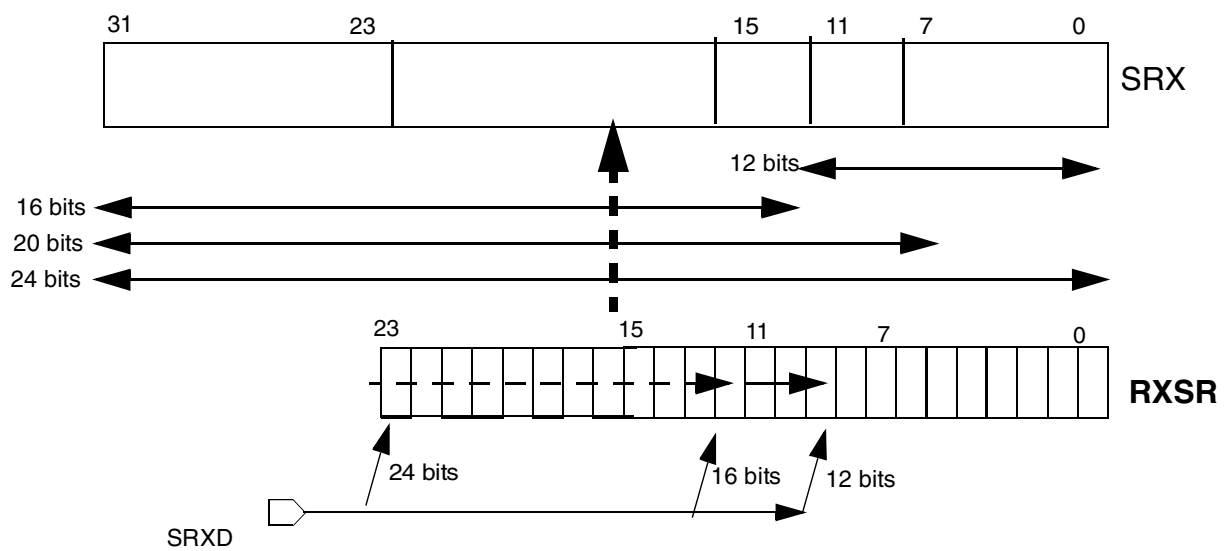 31 23 15 11 7 0
SRX
12 bits
16 bits
20 bits
24 bits
23 15 11 7 0
RXSR
24 bits 16 bits 12 bits
SRXD